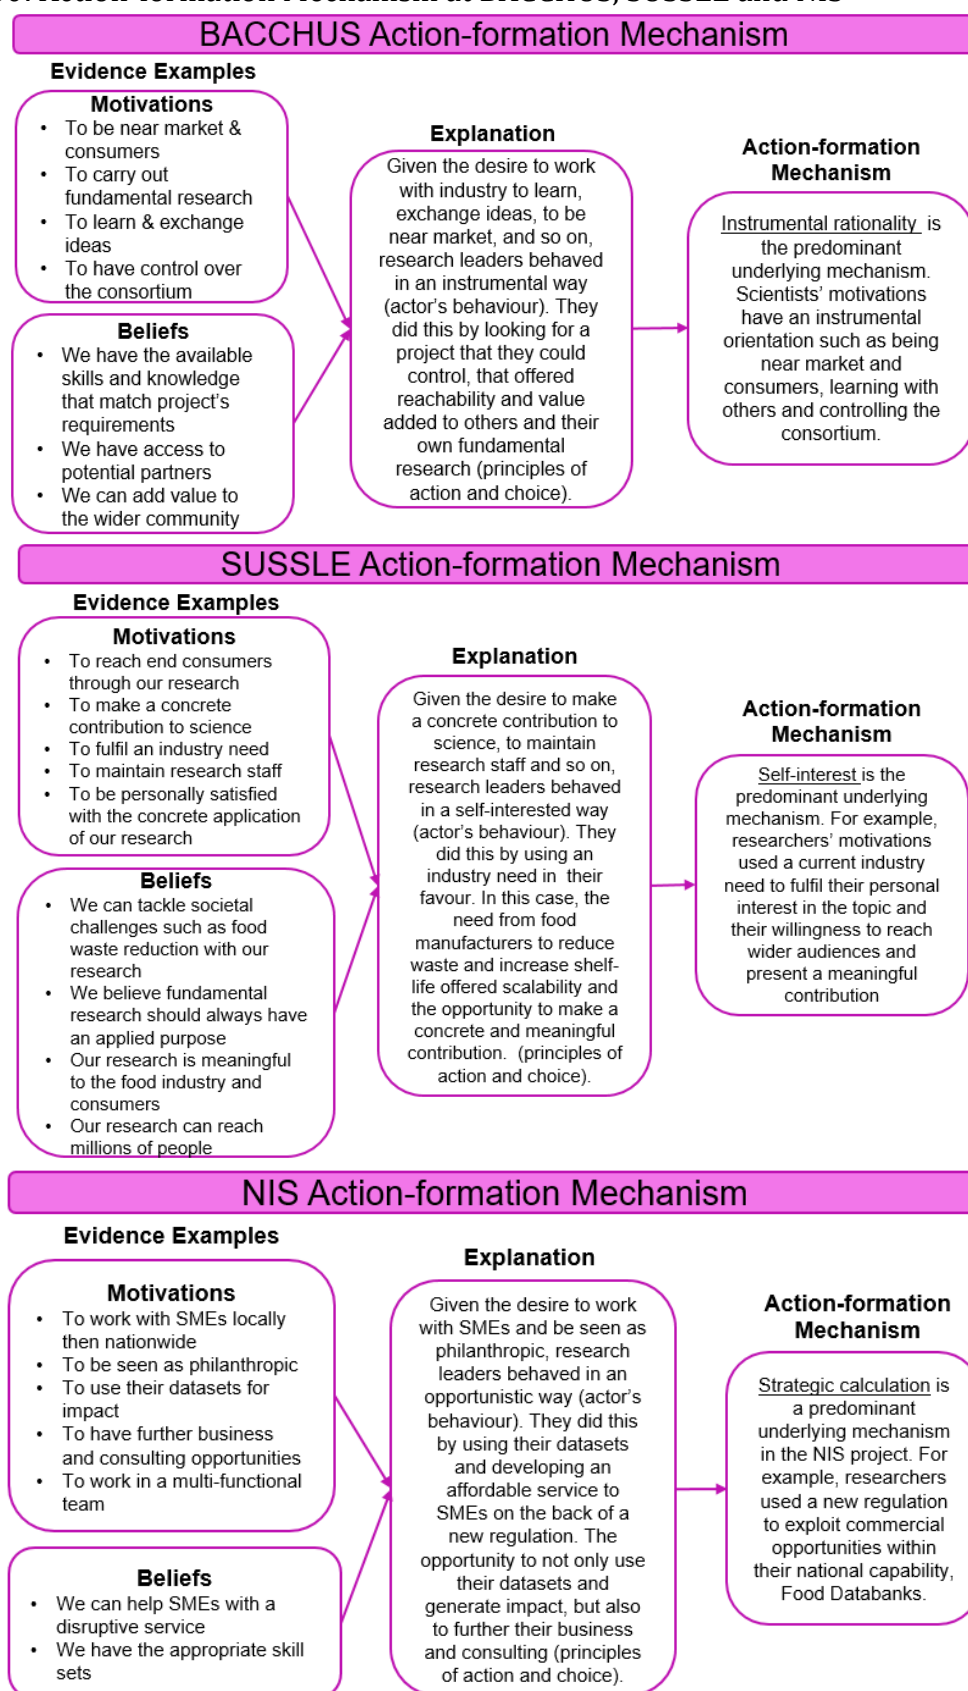 BACCHUS Action-formation Mechanism
Evidence Examples
Motivations
• To be near market &
consumers
• To carry out
fundamental research
• To learn & exchange
ideas
• To have control over
the consortium
Beliefs
• We have the available
skills and knowledge
that match project's
requirements
• We have access to
potential partners
• We can add value to
the wider community
Explanation
Given the desire to work
with industry to learn,
exchange ideas, to be
near market, and so on,
research leaders behaved
in an instrumental way
(actor's behaviour). They
did this by looking for a
project that they could
control, that offered
reachability and value
added to others and their
own fundamental
research (principles of
action and choice).
Action-formation
Mechanism
Instrumental rationality is
the predominant
underlying mechanism.
Scientists' motivations
have an instrumental
orientation such as being
near market and
consumers, learning with
others and controlling the
consortium.
SUSSLE Action-formation Mechanism
Evidence Examples
Motivations
• To reach end consumers
through our research
• To make a concrete
contribution to science
• To fulfil an industry need
• To maintain research staff
• To be personally satisfied
with the concrete application
of our research
Beliefs
• We can tackle societal
challenges such as food
waste reduction with our
research
• We believe fundamental
research should always have
an applied purpose
• Our research is meaningful
to the food industry and
consumers
• Our research can reach
millions of people
Explanation
Given the desire to make
a concrete contribution to
science, to maintain
research staff and so on,
research leaders behaved
in a self-interested way
(actor's behaviour). They
did this by using an
industry need in their
favour. In this case, the
need from food
manufacturers to reduce
waste and increase shelf-
life offered scalability and
the opportunity to make a
concrete and meaningful
contribution. (principles of
action and choice).
Action-formation
Mechanism
Self-interest is the
predominant underlying
mechanism. For example,
researchers' motivations
used a current industry
need to fulfil their personal
interest in the topic and
their willingness to reach
wider audiences and
present a meaningful
contribution
NIS Action-formation Mechanism
Evidence Examples
Motivations
• To work with SMEs locally
then nationwide
• To be seen as philanthropic
• To use their datasets for
impact
• To have further business
and consulting opportunities
• To work in a multi-functional
team
Beliefs
• We can help SMEs with a
disruptive service
• We have the appropriate skill
sets
Explanation
Given the desire to work
with SMEs and be seen as
philanthropic, research
leaders behaved in an
opportunistic way (actor's
behaviour). They did this
by using their datasets
and developing an
affordable service to
SMEs on the back of a
new regulation. The
opportunity to not only use
their datasets and
generate impact, but also
to further their business
and consulting (principles
of action and choice).
Action-formation
Mechanism
Strategic calculation is
a predominant
underlying mechanism
in the NIS project. For
example, researchers
used a new regulation
to exploit commercial
opportunities within
their national capability,
Food Databanks.